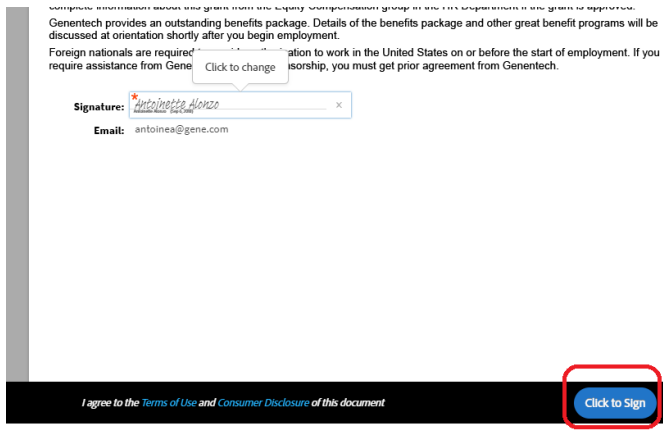 complete information about this grant from the Equity Compensation group in the HR Department if the grant is approved.
Genentech provides an outstanding benefits package. Details of the benefits package and other great benefit programs will be
discussed at orientation shortly after you begin employment.
Foreign nationals are required to work in the United States on or before the start of employment. If you
require assistance from you must get prior agreement from Genentech.
Click to change
Signature: * Antoinette Alonzo ×
Antoinette Alonzo
Email: antoinea@gene.com
I agree to the Terms of Use and Consumer Disclosure of this document
Click to Sign